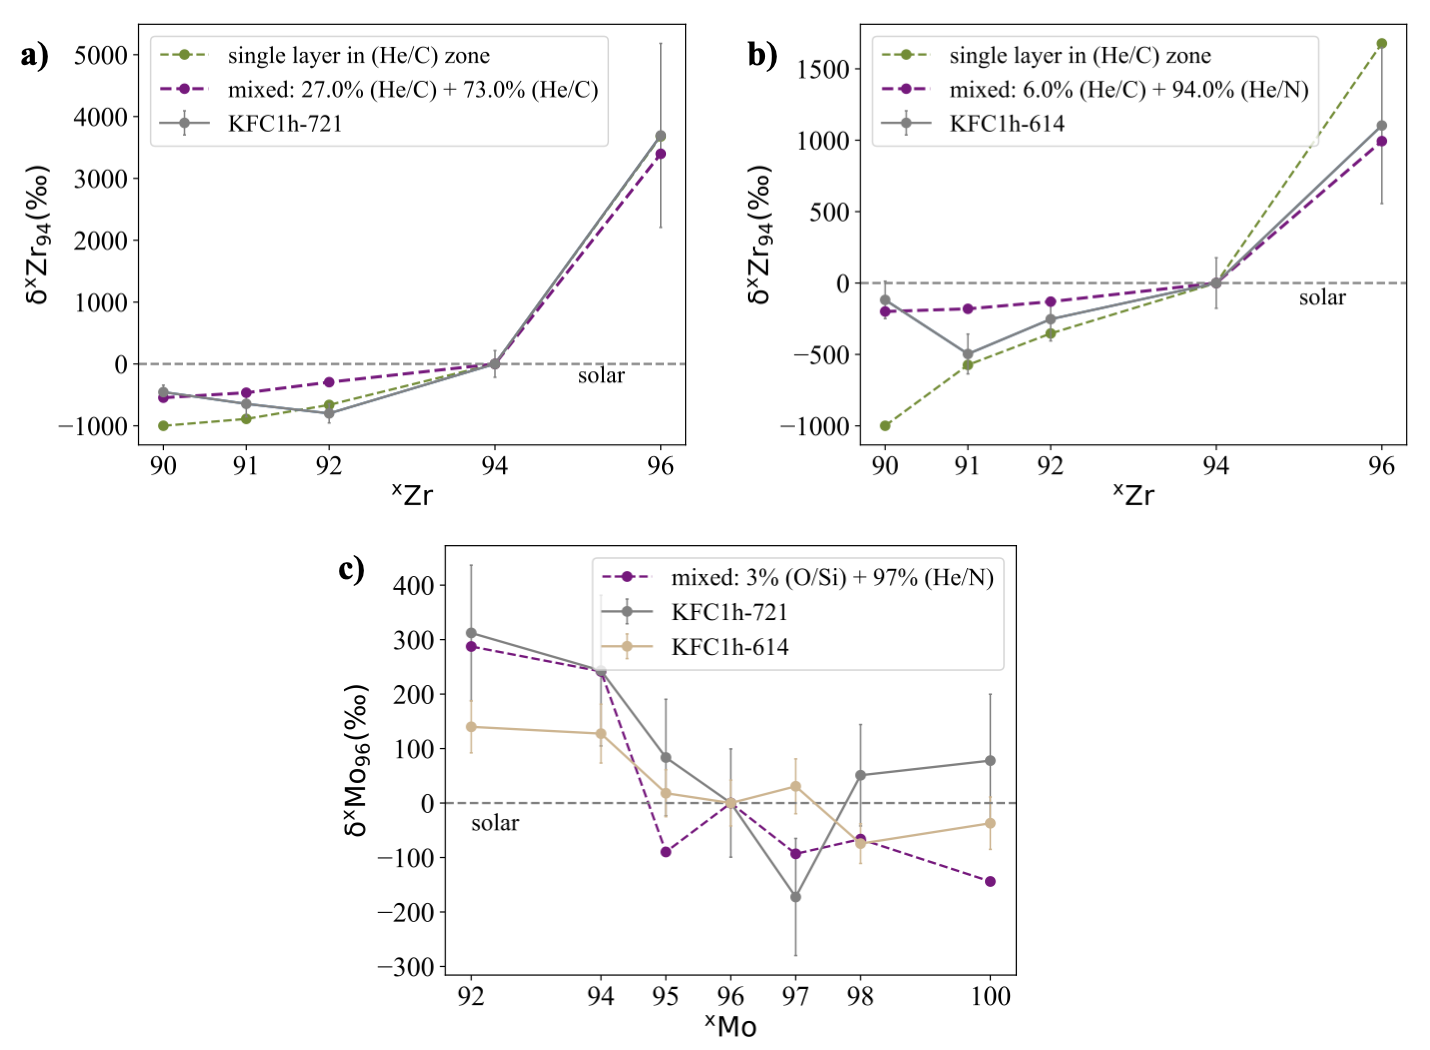 a)
single layer in (He/C) zone
mixed: 27.0% (He/C) + 73.0% (He/C)
KFC1h-721
5000
4000
3000
2000
1000
0
−1000
δˣZr₉₄(‰)
solar
90 91 92 94 96
ˣZr
b)
single layer in (He/C) zone
mixed: 6.0% (He/C) + 94.0% (He/N)
KFC1h-614
1500
1000
500
0
−500
−1000
δˣZr₉₄(‰)
solar
90 91 92 94 96
ˣZr
c)
mixed: 3% (O/Si) + 97% (He/N)
KFC1h-721
KFC1h-614
400
300
200
100
0
−100
−200
−300
δˣMo₉₆(‰)
solar
92 94 95 96 97 98 100
ˣMo